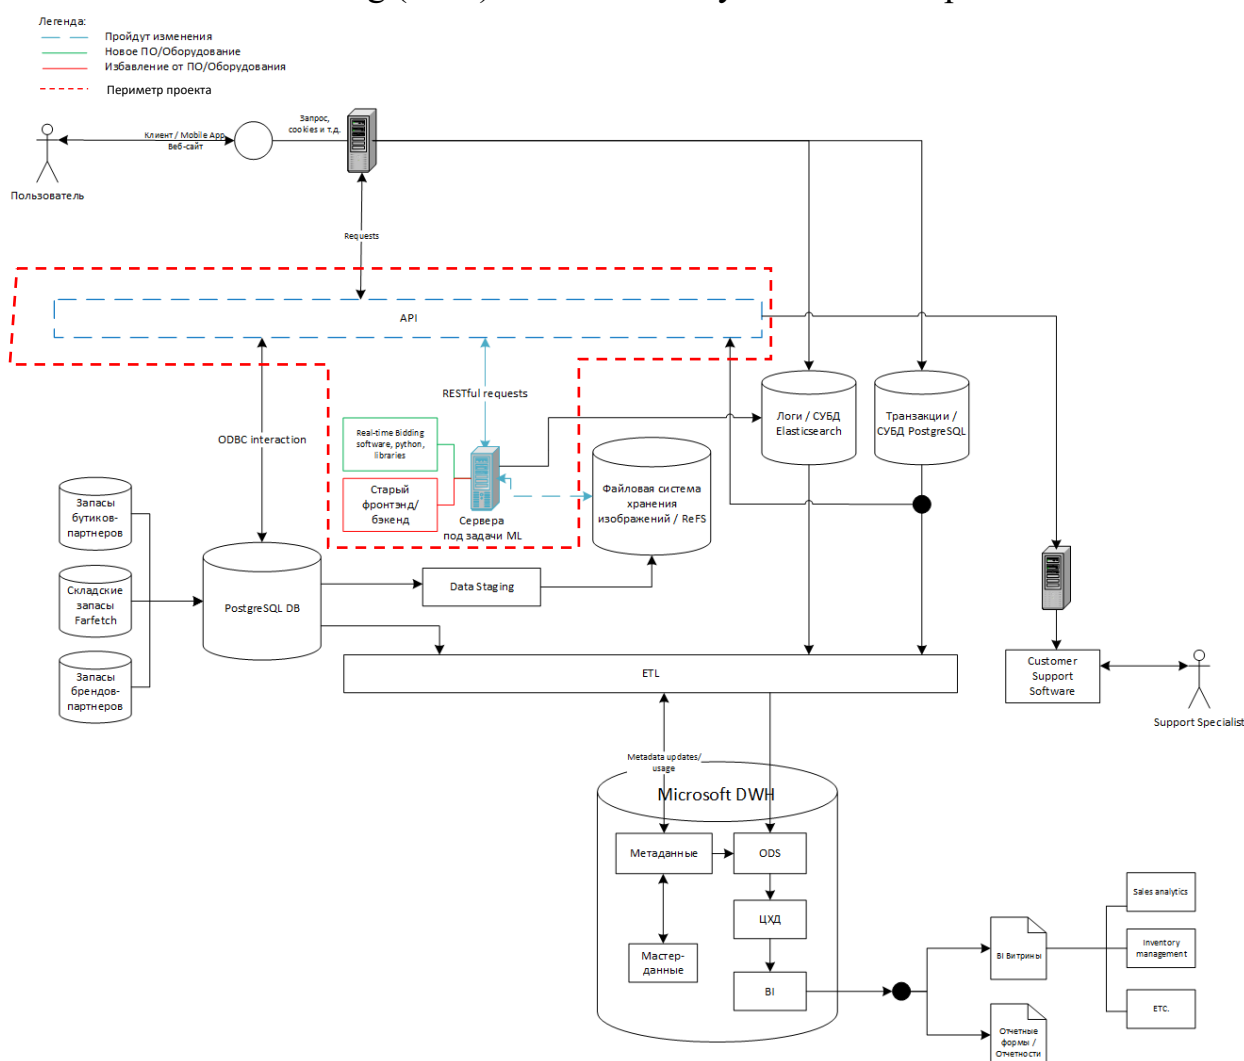 Легенда:
Пройдут изменения
Новое ПО/Оборудование
Избавление от ПО/Оборудования
Периметр проекта
Клиент / Mobile App
Веб-сайт
Запрос,
cookies и т.д.
Пользователь
Requests
API
RESTful requests
ODBC interaction
Real-time Bidding
software, python,
libraries
Старый
фронтэнд/
бэкенд
Сервера
под задачи ML
Файловая система
хранения
изображений / ReFS
Логи / СУБД
Elasticsearch
Транзакции /
СУБД PostgreSQL
Запасы
бутиков-
партнеров
Складские
запасы
Farfetch
Запасы
брендов-
партнеров
PostgreSQL DB
Data Staging
ETL
Customer
Support
Software
Support Specialist
Metadata updates/
usage
Microsoft DWH
Метаданные
ODS
ЦХД
Мастер-
данные
BI
BI Витрины
Отчетные
формы /
Отчетности
Sales analytics
Inventory
management
ETC.